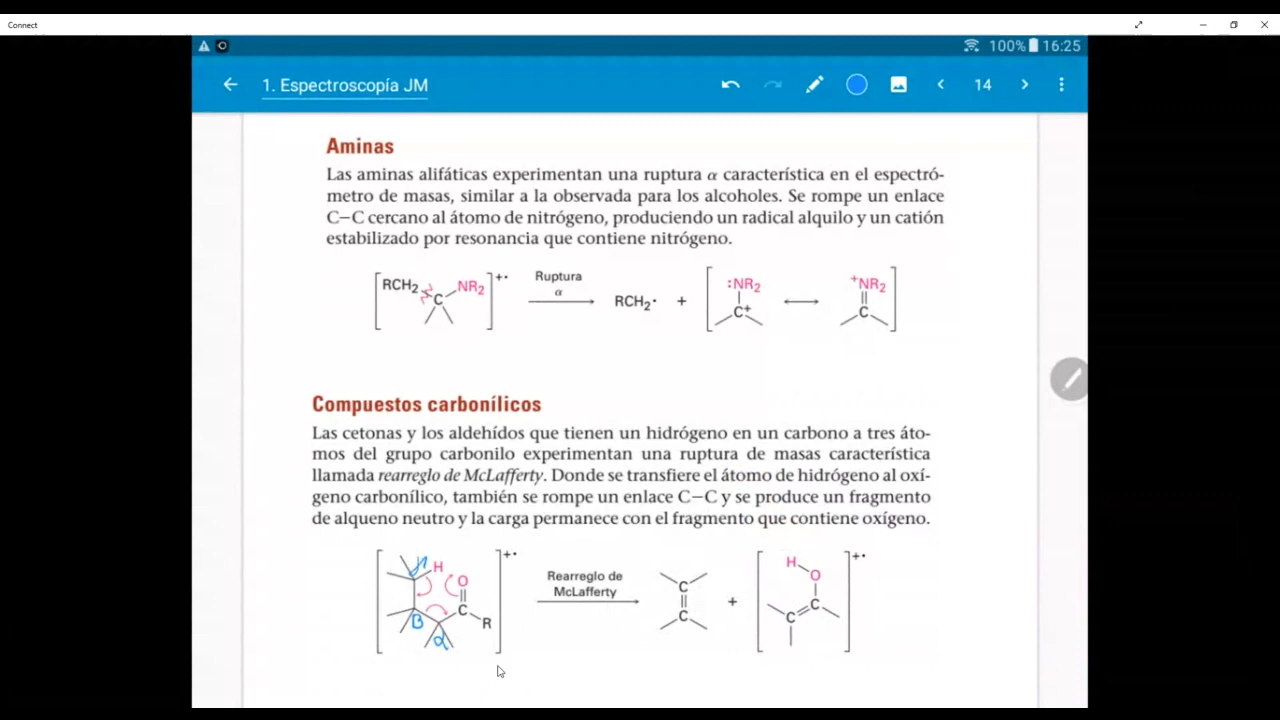 Connect
100% 16:25
1. Espectroscopía JM
14
Aminas
Las aminas alifáticas experimentan una ruptura α característica en el espectró-
metro de masas, similar a la observada para los alcoholes. Se rompe un enlace
C−C cercano al átomo de nitrógeno, produciendo un radical alquilo y un catión
estabilizado por resonancia que contiene nitrógeno.
RCH₂ C NR₂ +• Ruptura α RCH₂• + :NR₂ C+ +NR₂ C
Compuestos carbonílicos
Las cetonas y los aldehídos que tienen un hidrógeno en un carbono a tres áto-
mos del grupo carbonilo experimentan una ruptura de masas característica
llamada rearreglo de McLafferty. Donde se transfiere el átomo de hidrógeno al oxí-
geno carbonílico, también se rompe un enlace C−C y se produce un fragmento
de alqueno neutro y la carga permanece con el fragmento que contiene oxígeno.
H O C R B α +•
Rearreglo de
McLafferty
C C + H O C C +•